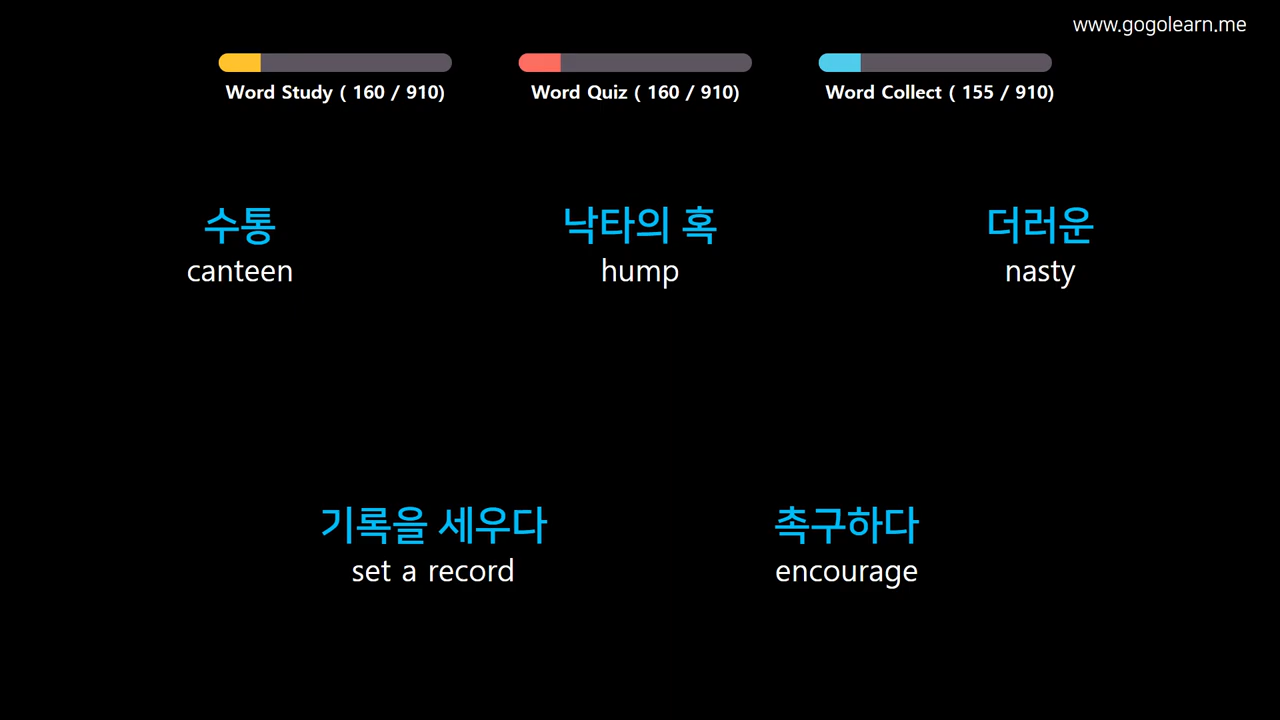 www.gogolearn.me
Word Study ( 160 / 910)
Word Quiz ( 160 / 910)
Word Collect ( 155 / 910)
수통
canteen
낙타의 혹
hump
더러운
nasty
기록을 세우다
set a record
촉구하다
encourage